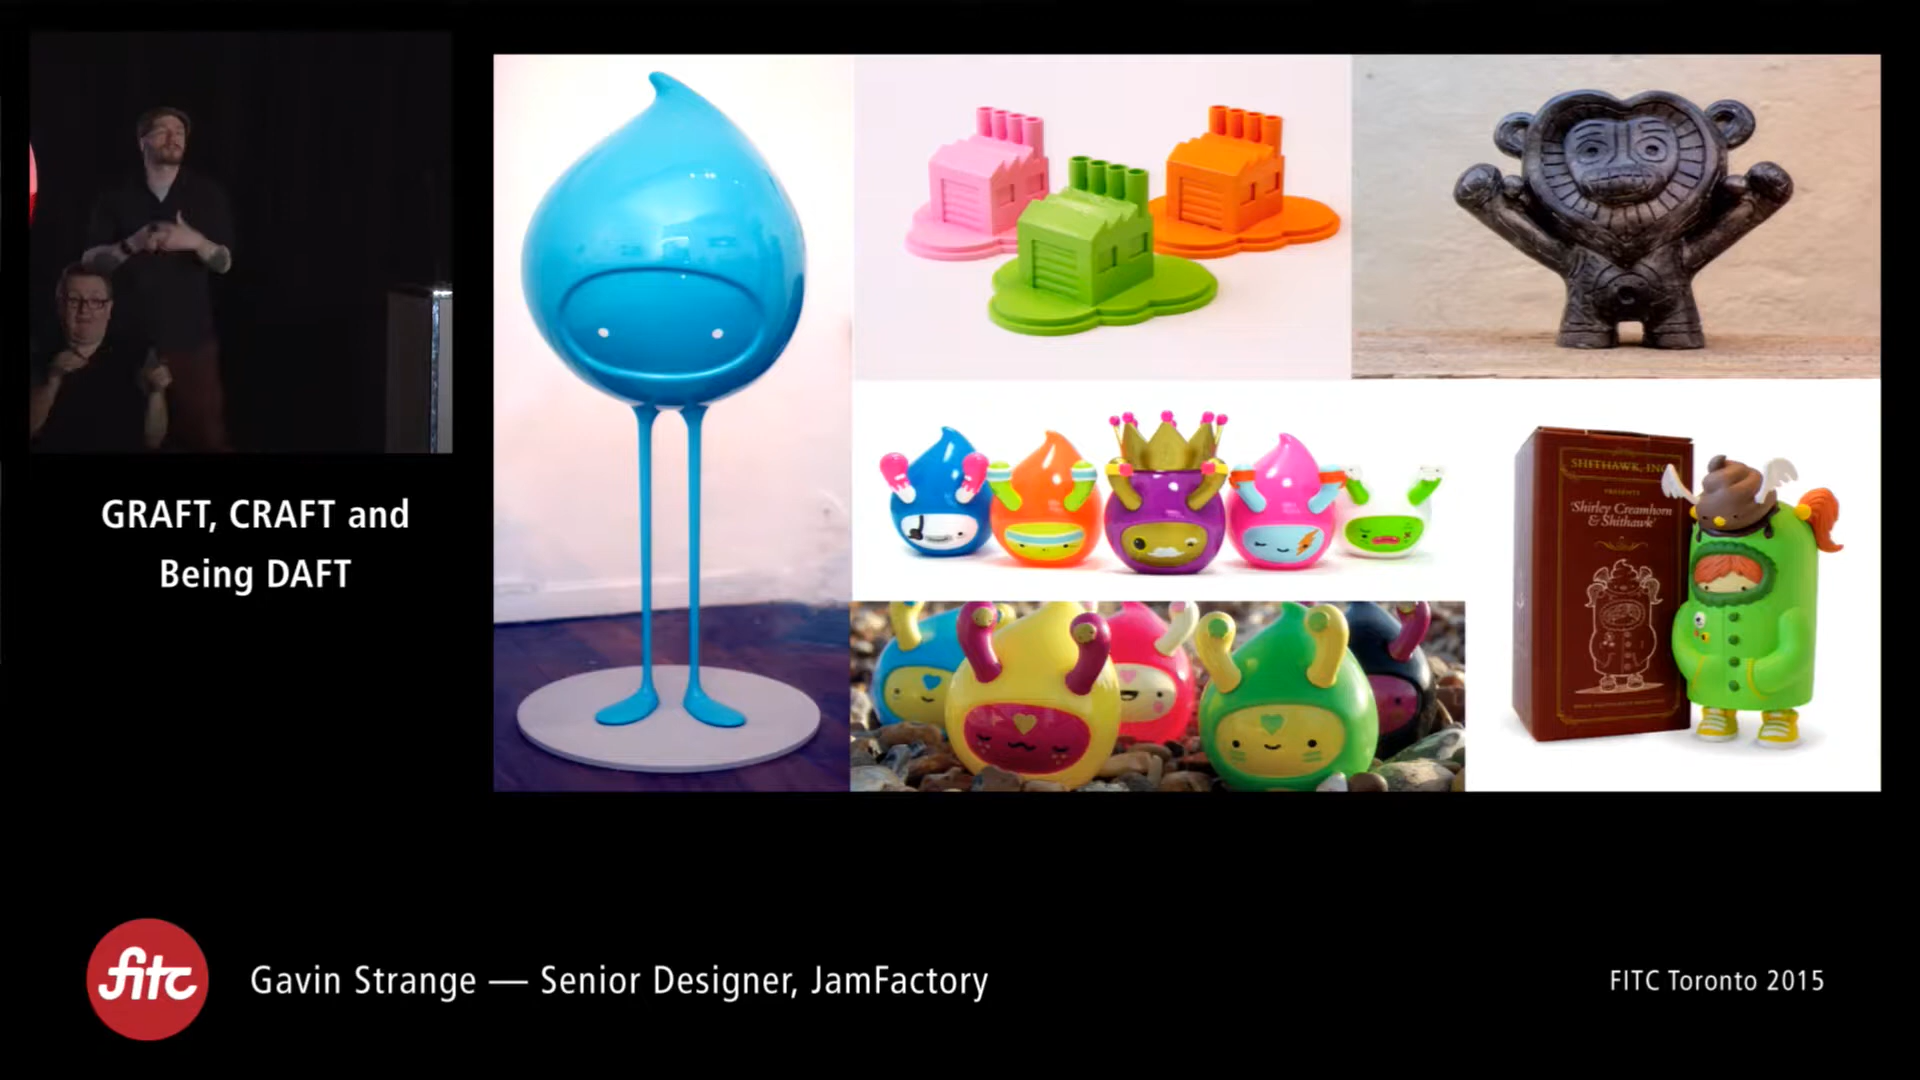 GRAFT, CRAFT and
Being DAFT
SHITHAWK, INC
PRESENTS
'Shirley Creamhorn
& Shithawk'
fitc
Gavin Strange — Senior Designer, JamFactory
FITC Toronto 2015